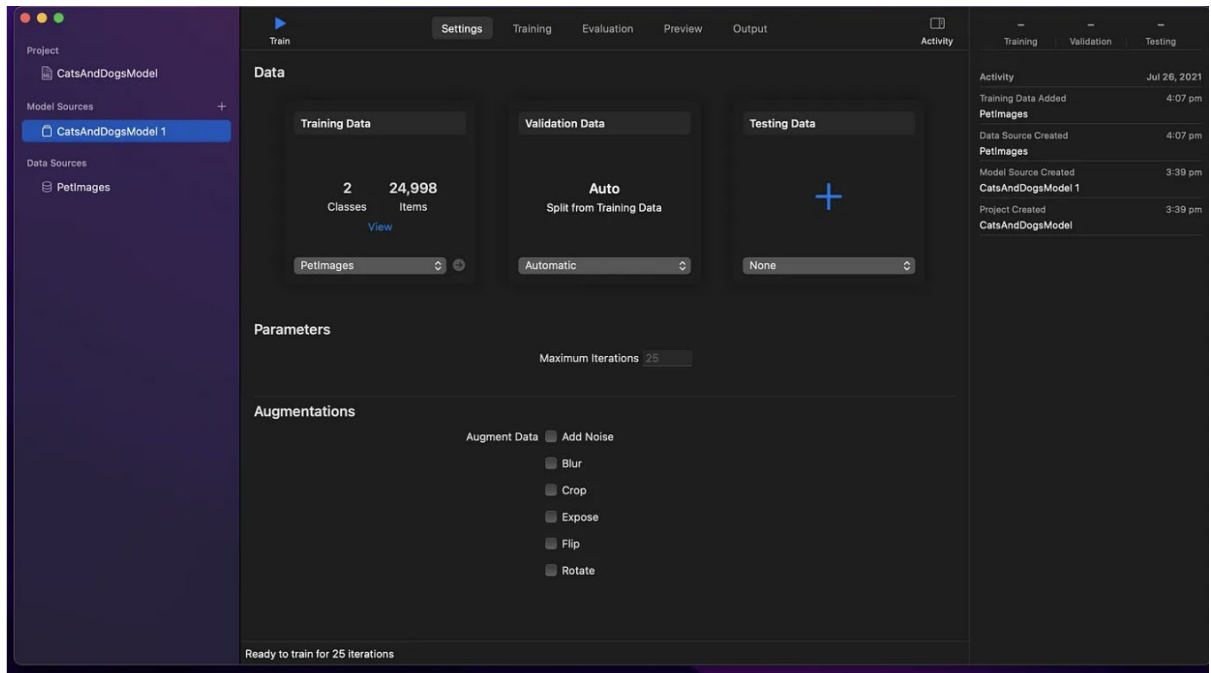 Project
CatsAndDogsModel
Model Sources +
CatsAndDogsModel 1
Data Sources
PetImages
Train
Settings Training Evaluation Preview Output
Activity
Data
Training Data
2 24,998
Classes Items
View
PetImages
Validation Data
Auto
Split from Training Data
Automatic
Testing Data
+
None
Parameters
Maximum Iterations 25
Augmentations
Augment Data Add Noise
Blur
Crop
Expose
Flip
Rotate
Ready to train for 25 iterations
– – –
Training Validation Testing
Activity Jul 26, 2021
Training Data Added 4:07 pm
PetImages
Data Source Created 4:07 pm
PetImages
Model Source Created 3:39 pm
CatsAndDogsModel 1
Project Created 3:39 pm
CatsAndDogsModel